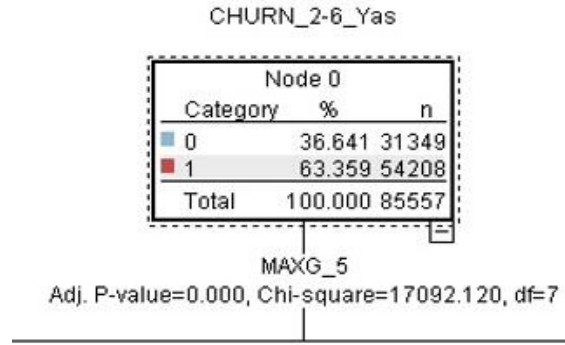 CHURN_2-6_Yas
Node 0
Category % n
0 36.641 31349
1 63.359 54208
Total 100.000 85557
MAXG_5
Adj. P-value=0.000, Chi-square=17092.120, df=7